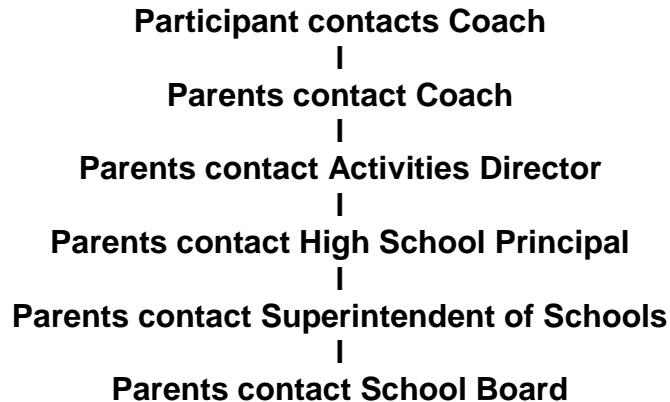 Participant contacts Coach
I
Parents contact Coach
I
Parents contact Activities Director
I
Parents contact High School Principal
I
Parents contact Superintendent of Schools
I
Parents contact School Board